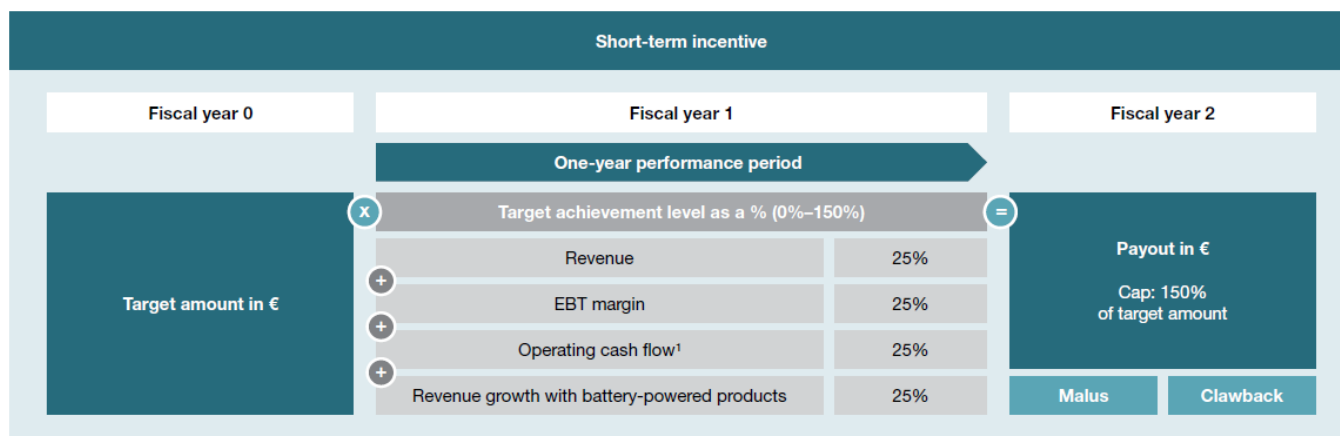 Short-term incentive
Fiscal year 0
Fiscal year 1
Fiscal year 2
One-year performance period
Target amount in €
x
Target achievement level as a % (0%–150%)
=
Revenue 25%
+
EBT margin 25%
+
Operating cash flow¹ 25%
+
Revenue growth with battery-powered products 25%
Payout in €
Cap: 150%
of target amount
Malus
Clawback